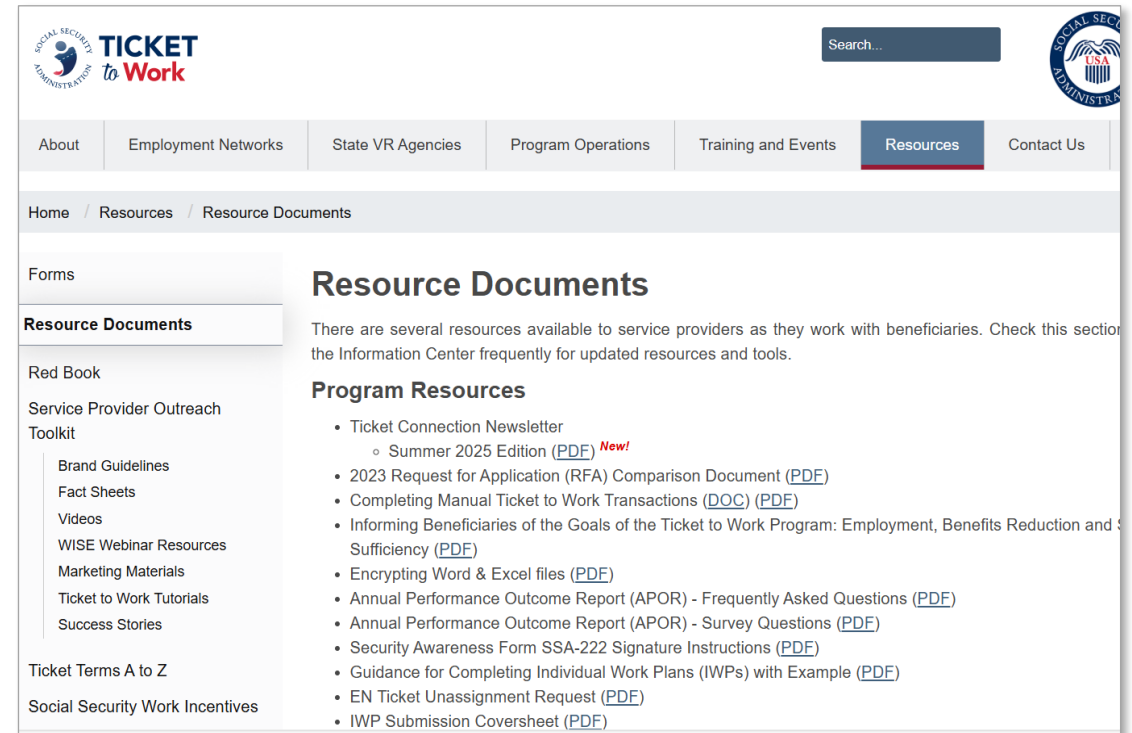 SOCIAL SECURITY ADMINISTRATION
TICKET
to Work
Search...
SOCIAL SEC
USA
ADMINISTRA
About
Employment Networks
State VR Agencies
Program Operations
Training and Events
Resources
Contact Us
Home / Resources / Resource Documents
Forms
Resource Documents
Red Book
Service Provider Outreach
Toolkit
Brand Guidelines
Fact Sheets
Videos
WISE Webinar Resources
Marketing Materials
Ticket to Work Tutorials
Success Stories
Ticket Terms A to Z
Social Security Work Incentives
Resource Documents
There are several resources available to service providers as they work with beneficiaries. Check this section
the Information Center frequently for updated resources and tools.
Program Resources
• Ticket Connection Newsletter
◦ Summer 2025 Edition (PDF) New!
• 2023 Request for Application (RFA) Comparison Document (PDF)
• Completing Manual Ticket to Work Transactions (DOC) (PDF)
• Informing Beneficiaries of the Goals of the Ticket to Work Program: Employment, Benefits Reduction and
Sufficiency (PDF)
• Encrypting Word & Excel files (PDF)
• Annual Performance Outcome Report (APOR) - Frequently Asked Questions (PDF)
• Annual Performance Outcome Report (APOR) - Survey Questions (PDF)
• Security Awareness Form SSA-222 Signature Instructions (PDF)
• Guidance for Completing Individual Work Plans (IWPs) with Example (PDF)
• EN Ticket Unassignment Request (PDF)
• IWP Submission Coversheet (PDF)